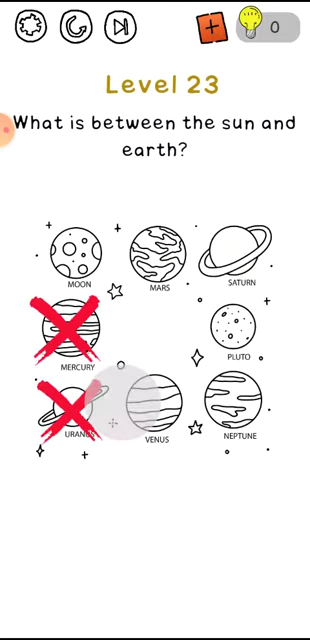 0
Level 23
What is between the sun and
earth?
MOON
MARS
SATURN
MERCURY
PLUTO
URANUS
VENUS
NEPTUNE